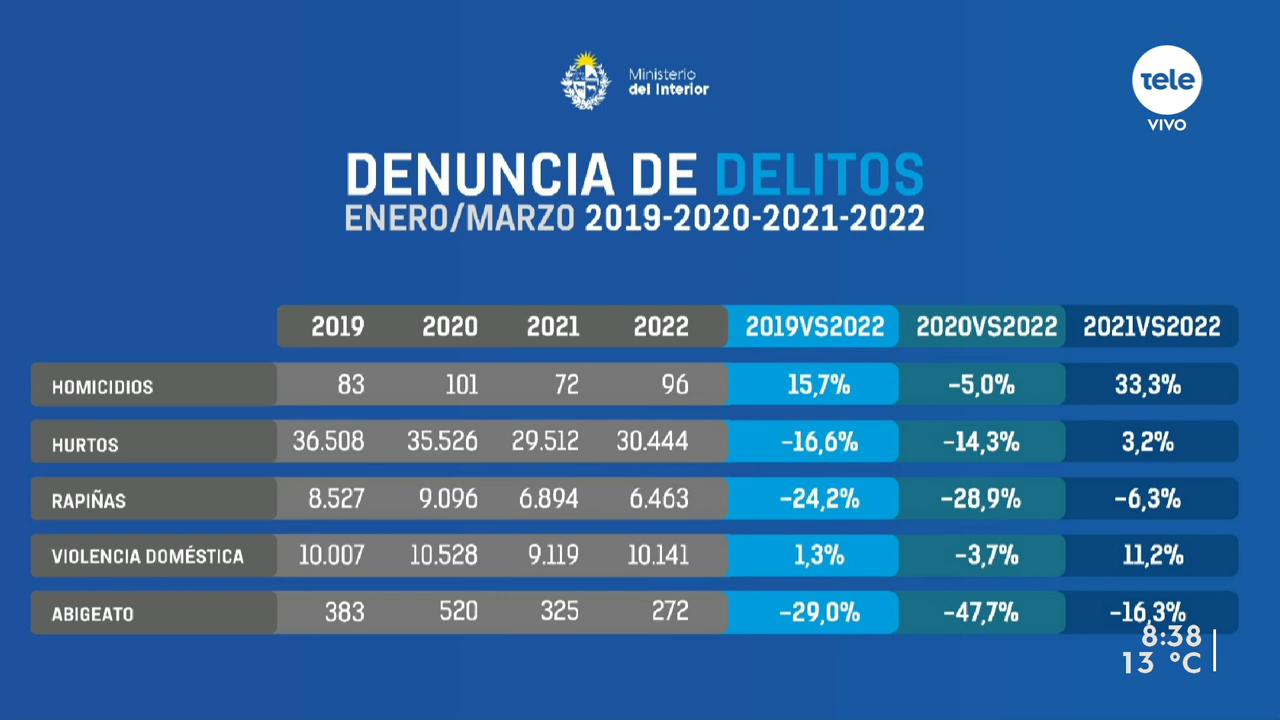 Ministerio
del Interior
tele
VIVO
DENUNCIA DE DELITOS
ENERO/MARZO 2019-2020-2021-2022
2019 2020 2021 2022 2019VS2022 2020VS2022 2021VS2022
HOMICIDIOS 83 101 72 96 15,7% -5,0% 33,3%
HURTOS 36.508 35.526 29.512 30.444 -16,6% -14,3% 3,2%
RAPIÑAS 8.527 9.096 6.894 6.463 -24,2% -28,9% -6,3%
VIOLENCIA DOMÉSTICA 10.007 10.528 9.119 10.141 1,3% -3,7% 11,2%
ABIGEATO 383 520 325 272 -29,0% -47,7% -16,3%
8:38
13 °C